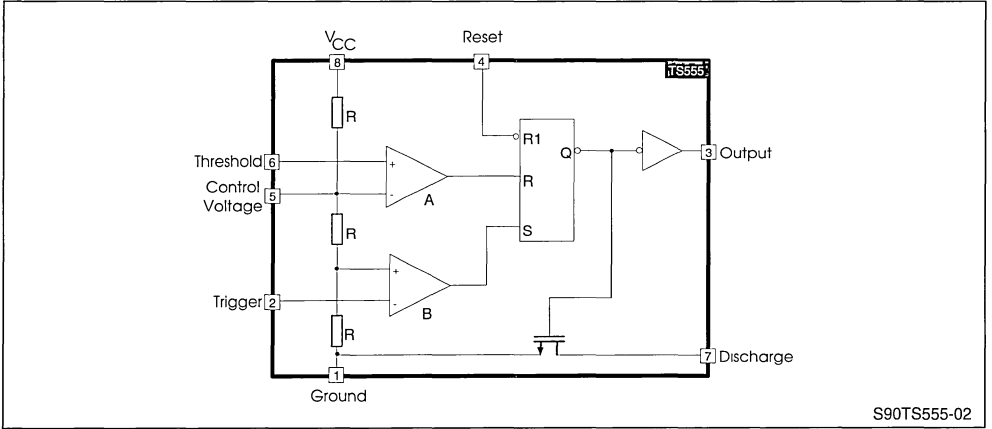 VCC
Reset
8
4
TS555
R
R1
Threshold
6
+
Q
3
Output
Control
Voltage
5
-
A
R
R
S
+
Trigger
2
-
B
R
7
Discharge
1
Ground
S90TS555-02